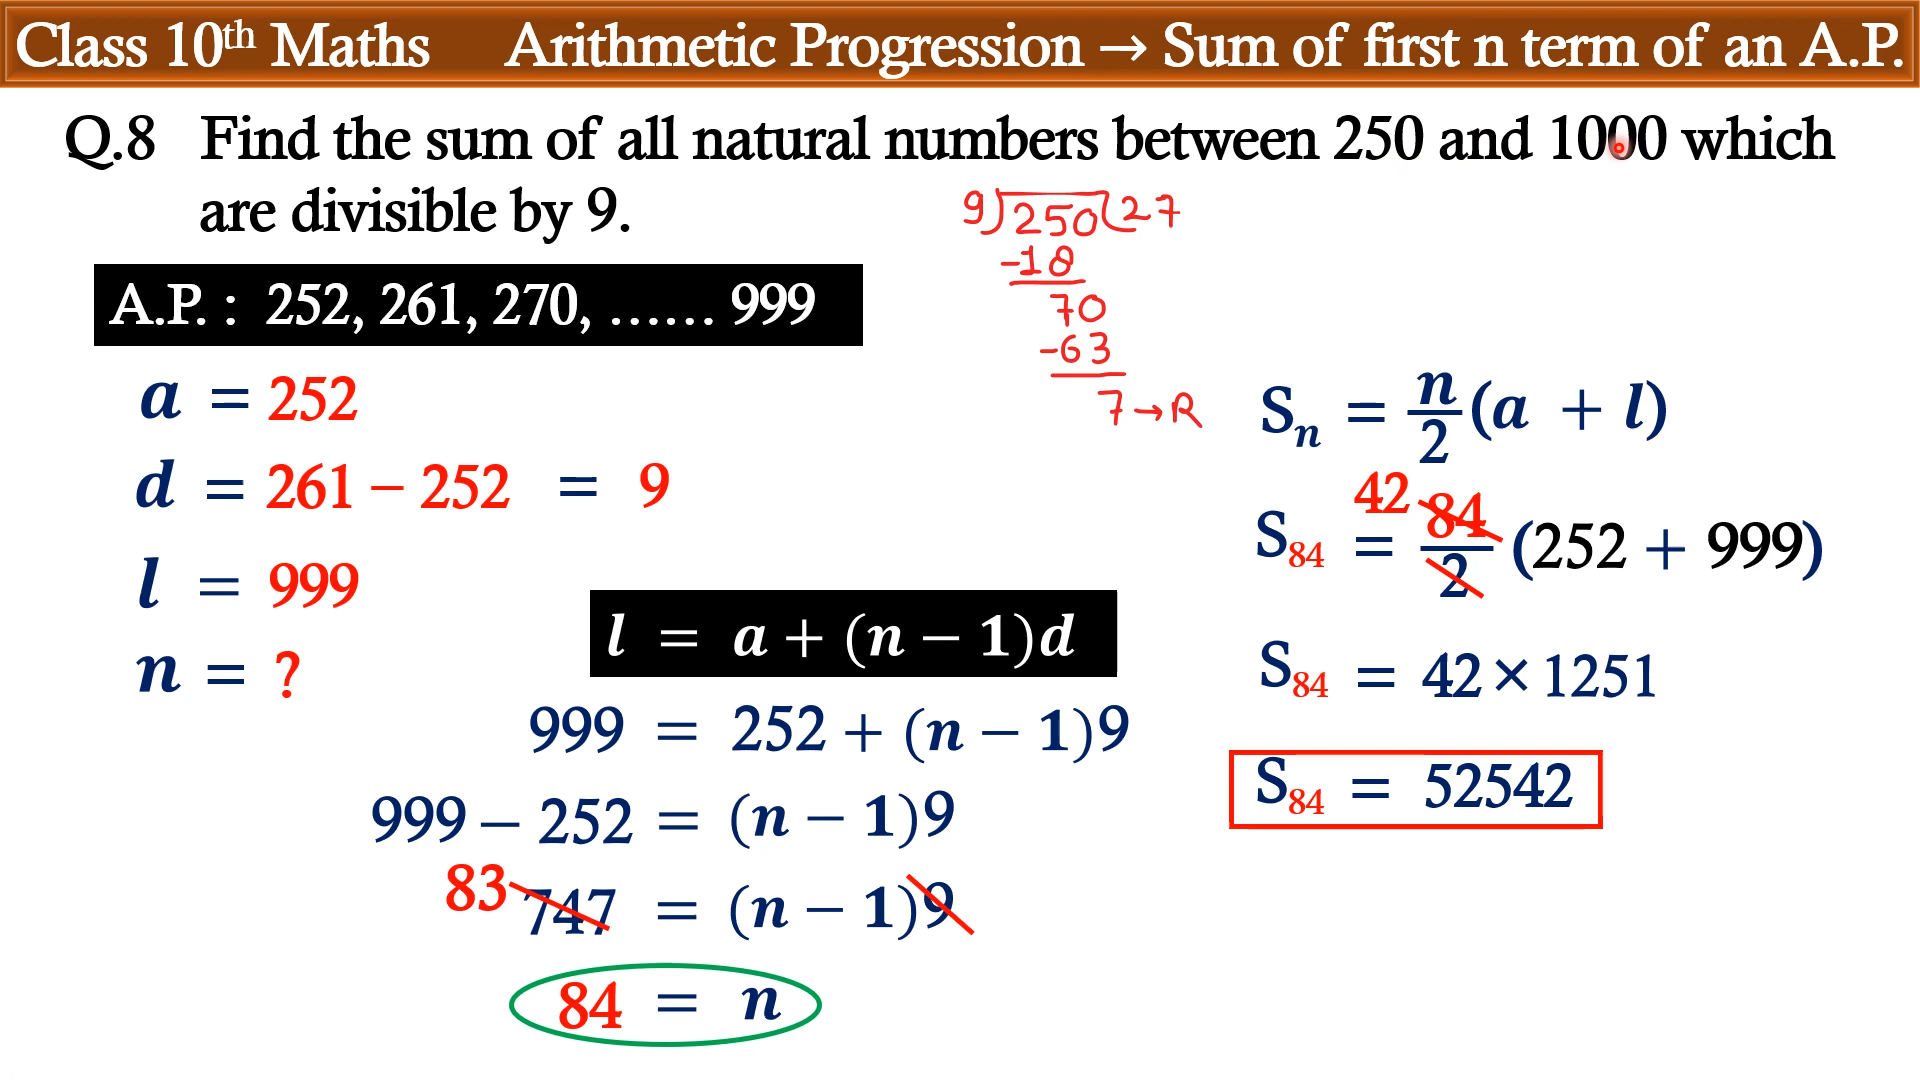 Class 10th Maths Arithmetic Progression → Sum of first n term of an A.P.
Q.8 Find the sum of all natural numbers between 250 and 1000 which
are divisible by 9.
9)250(27
-18
70
-63
7→R
A.P. : 252, 261, 270, ...... 999
a = 252
d = 261 − 252 = 9
l = 999
n = ?
l = a + (n − 1)d
999 = 252 + (n − 1)9
999 − 252 = (n − 1)9
83 747 = (n − 1)9
84 = n
Sn = n/2 (a + l)
S84 = 42 84/2 (252 + 999)
S84 = 42 × 1251
S84 = 52542